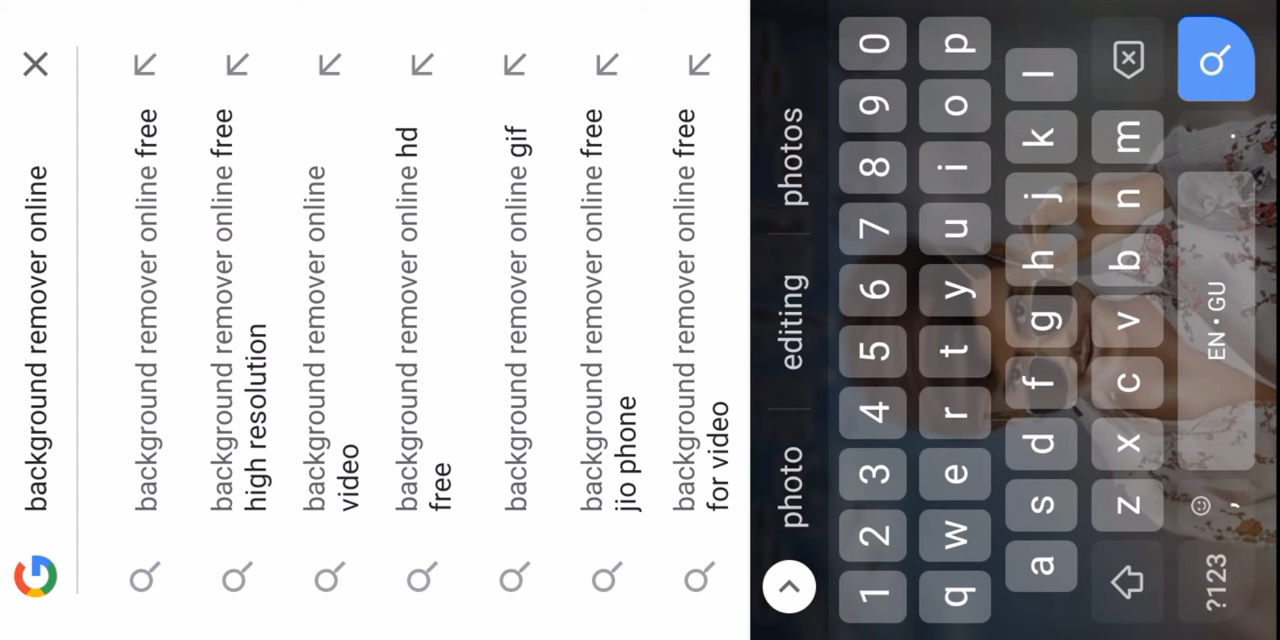 background remover online
background remover online free
background remover online free
high resolution
background remover online
video
background remover online hd
free
background remover online gif
background remover online free
jio phone
background remover online free
for video
photo editing photos
1 2 3 4 5 6 7 8 9 0
q w e r t y u i o p
a s d f g h j k l
z x c v b n m
?123 , EN • GU .